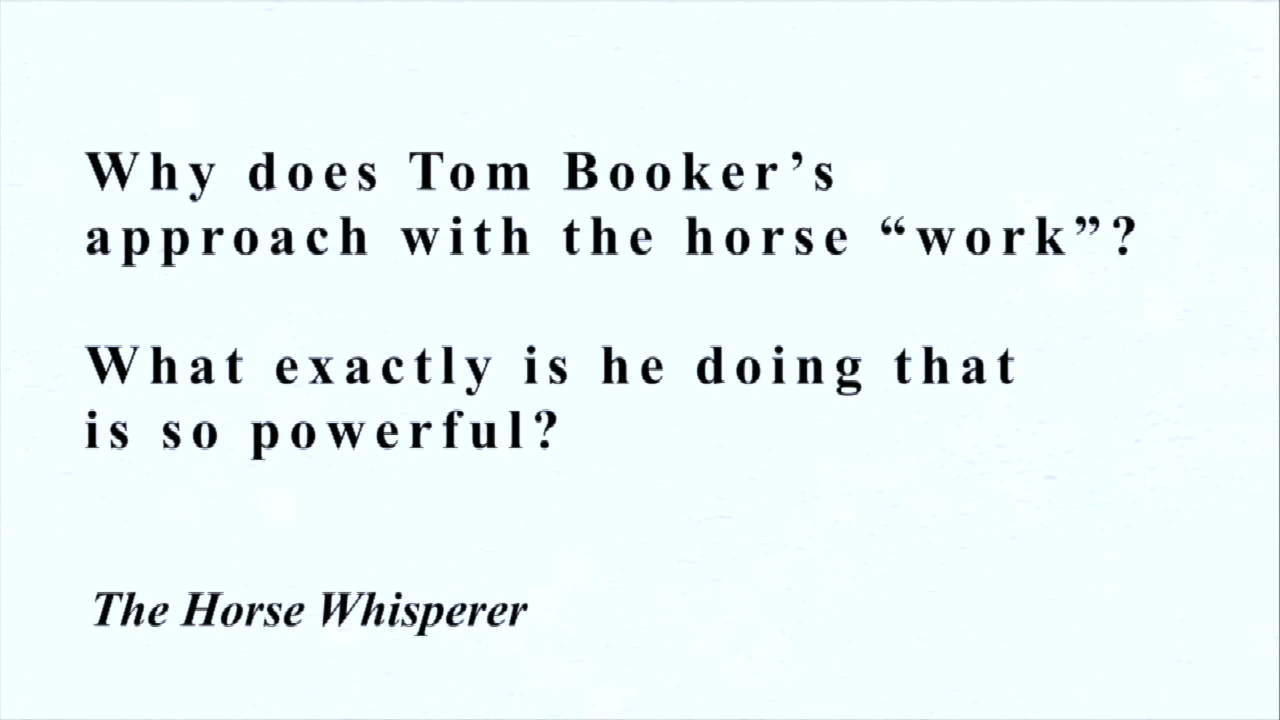 Why does Tom Booker’s
approach with the horse “work”?
What exactly is he doing that
is so powerful?
The Horse Whisperer